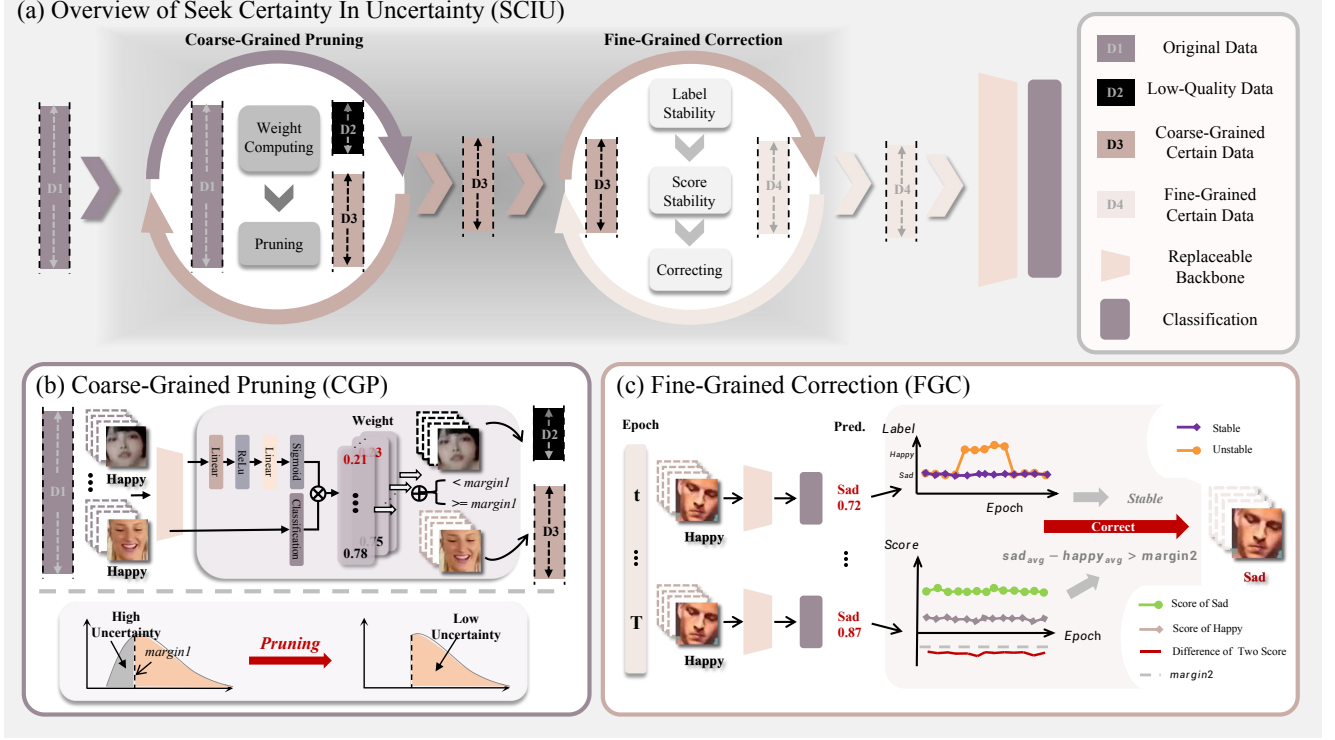 (a) Overview of Seek Certainty In Uncertainty (SCIU)
Coarse-Grained Pruning
Fine-Grained Correction
D1
D1
Weight
Computing
Pruning
D2
D3
D3
D3
Label
Stability
Score
Stability
Correcting
D4
D4
D1
Original Data
D2
Low-Quality Data
D3
Coarse-Grained
Certain Data
D4
Fine-Grained
Certain Data
Replaceable
Backbone
Classification
(b) Coarse-Grained Pruning (CGP)
D1
Happy
Happy
Linear
ReLu
Linear
Sigmoid
Classification
Weight
0.21
0.78
< margin1
>= margin1
D2
D3
High
Uncertainty
margin1
Pruning
Low
Uncertainty
(c) Fine-Grained Correction (FGC)
Epoch
t
T
Happy
Happy
Pred.
Sad
0.72
Sad
0.87
Label
Happy
Sad
Epoch
Stable
Unstable
Stable
Correct
Score
sad avg − happy avg > margin2
Epoch
Sad
Score of Sad
Score of Happy
Difference of Two Score
margin2